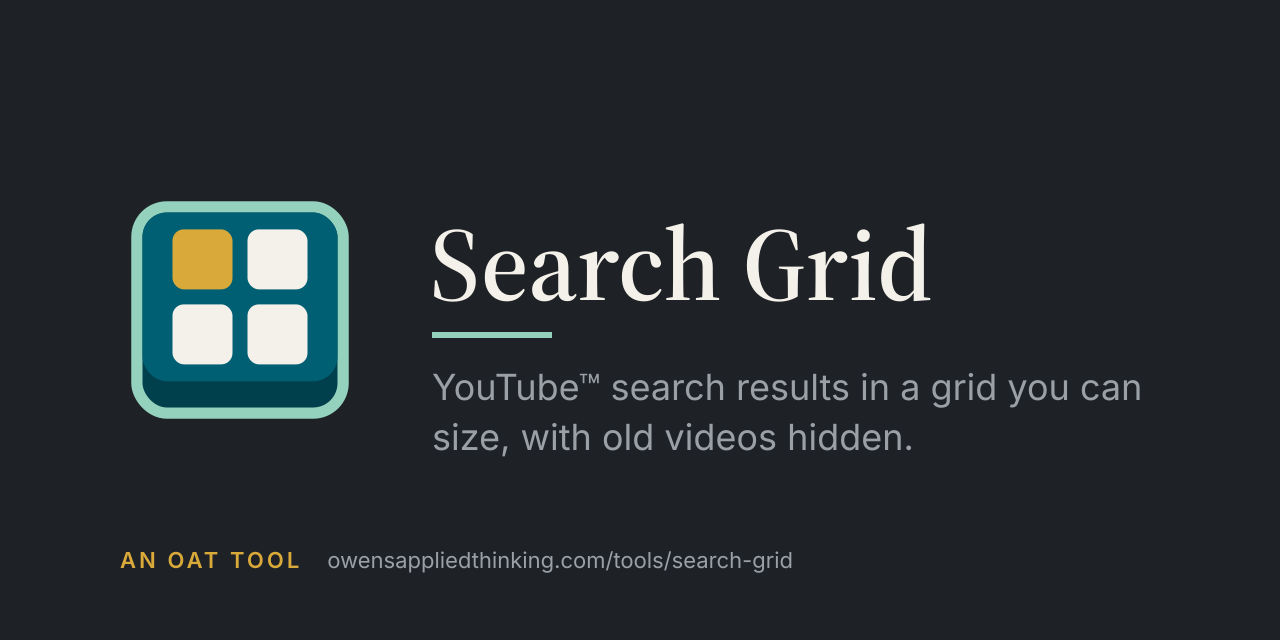 Search Grid
YouTube™ search results in a grid you can
size, with old videos hidden.
AN OAT TOOL owensappliedthinking.com/tools/search-grid